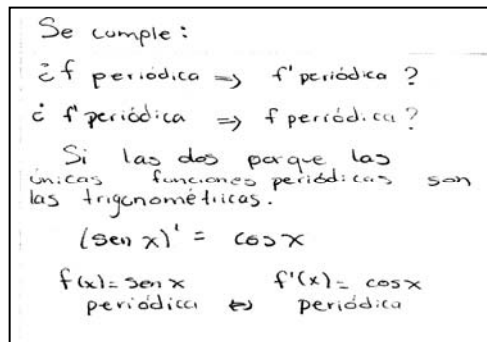 Se cumple:
¿f periódica => f' periódica?
¿ f' periódica => f periódica?
Si las dos porque las
únicas funciones periódicas son
las trigonométricas.
(sen x)' = cos x
f(x) = sen x f'(x) = cos x
periódica <=> periódica